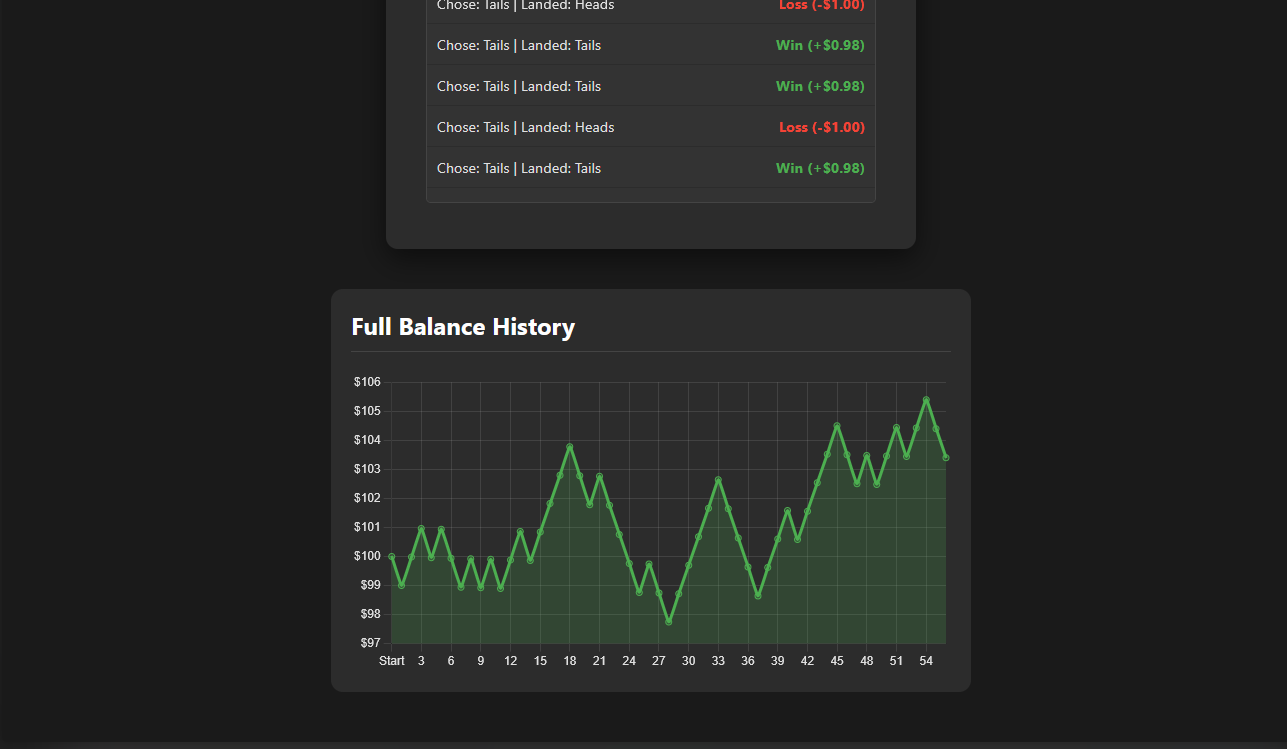 Chose: Tails | Landed: Heads Loss (-$1.00)
Chose: Tails | Landed: Tails Win (+$0.98)
Chose: Tails | Landed: Tails Win (+$0.98)
Chose: Tails | Landed: Heads Loss (-$1.00)
Chose: Tails | Landed: Tails Win (+$0.98)
Full Balance History
$106
$105
$104
$103
$102
$101
$100
$99
$98
$97
Start 3 6 9 12 15 18 21 24 27 30 33 36 39 42 45 48 51 54